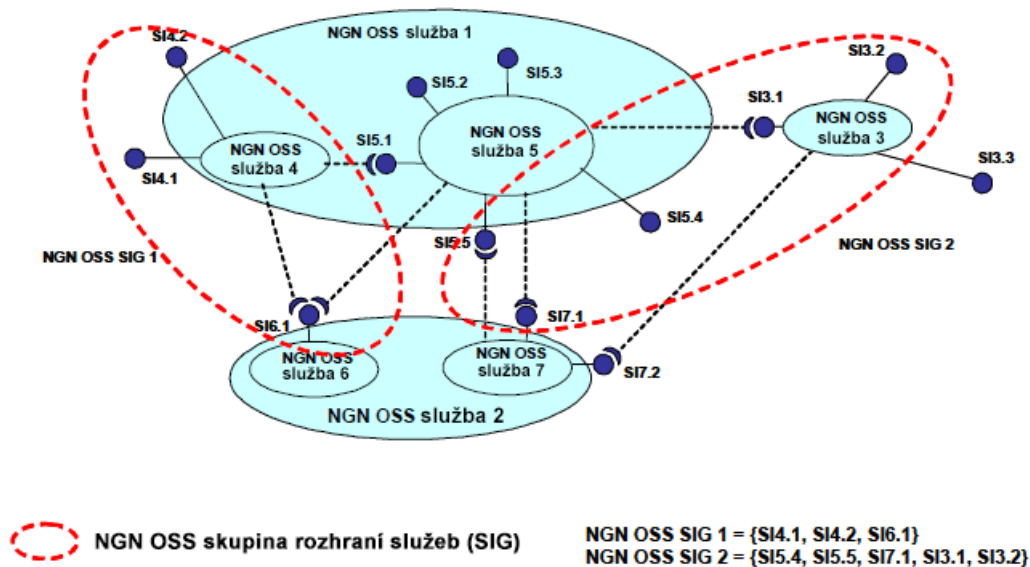 NGN OSS služba 1
SI4.2
SI5.3
SI5.2
SI3.2
SI3.1
NGN OSS
služba 3
NGN OSS
služba 5
SI5.1
NGN OSS
služba 4
SI4.1
SI3.3
SI5.4
SI5.5
NGN OSS SIG 1
NGN OSS SIG 2
SI6.1
SI7.1
NGN OSS
služba 6
NGN OSS
služba 7
SI7.2
NGN OSS služba 2
NGN OSS skupina rozhraní služeb (SIG)
NGN OSS SIG 1 = {SI4.1, SI4.2, SI6.1}
NGN OSS SIG 2 = {SI5.4, SI5.5, SI7.1, SI3.1, SI3.2}